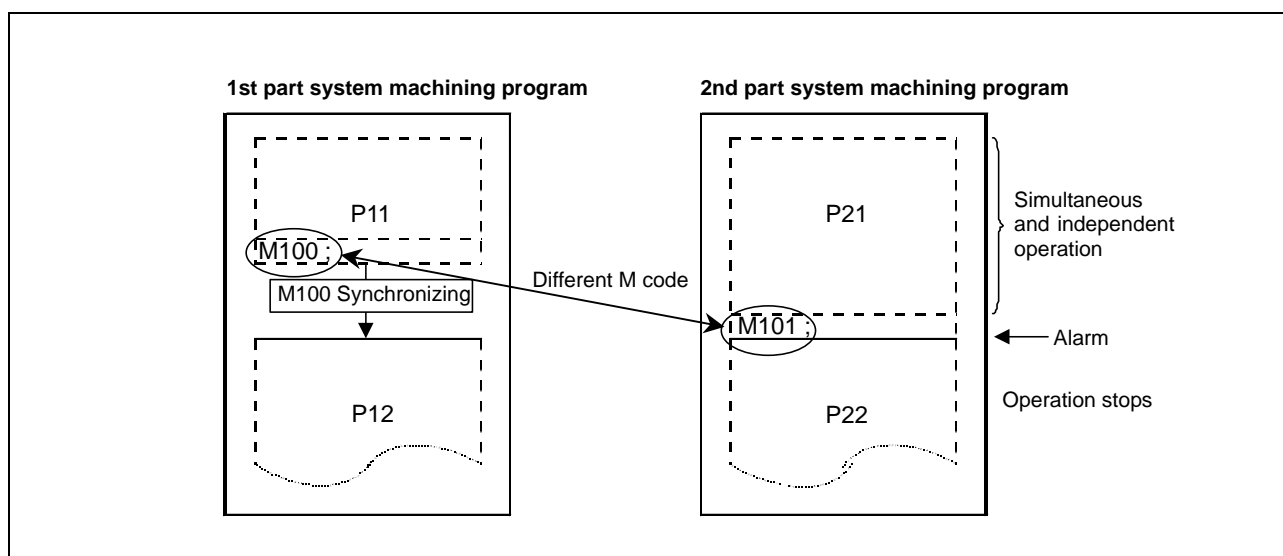 1st part system machining program
2nd part system machining program
P11
M100 ;
M100 Synchronizing
P12
Different M code
P21
M101 ;
P22
Simultaneous
and independent
operation
Alarm
Operation stops